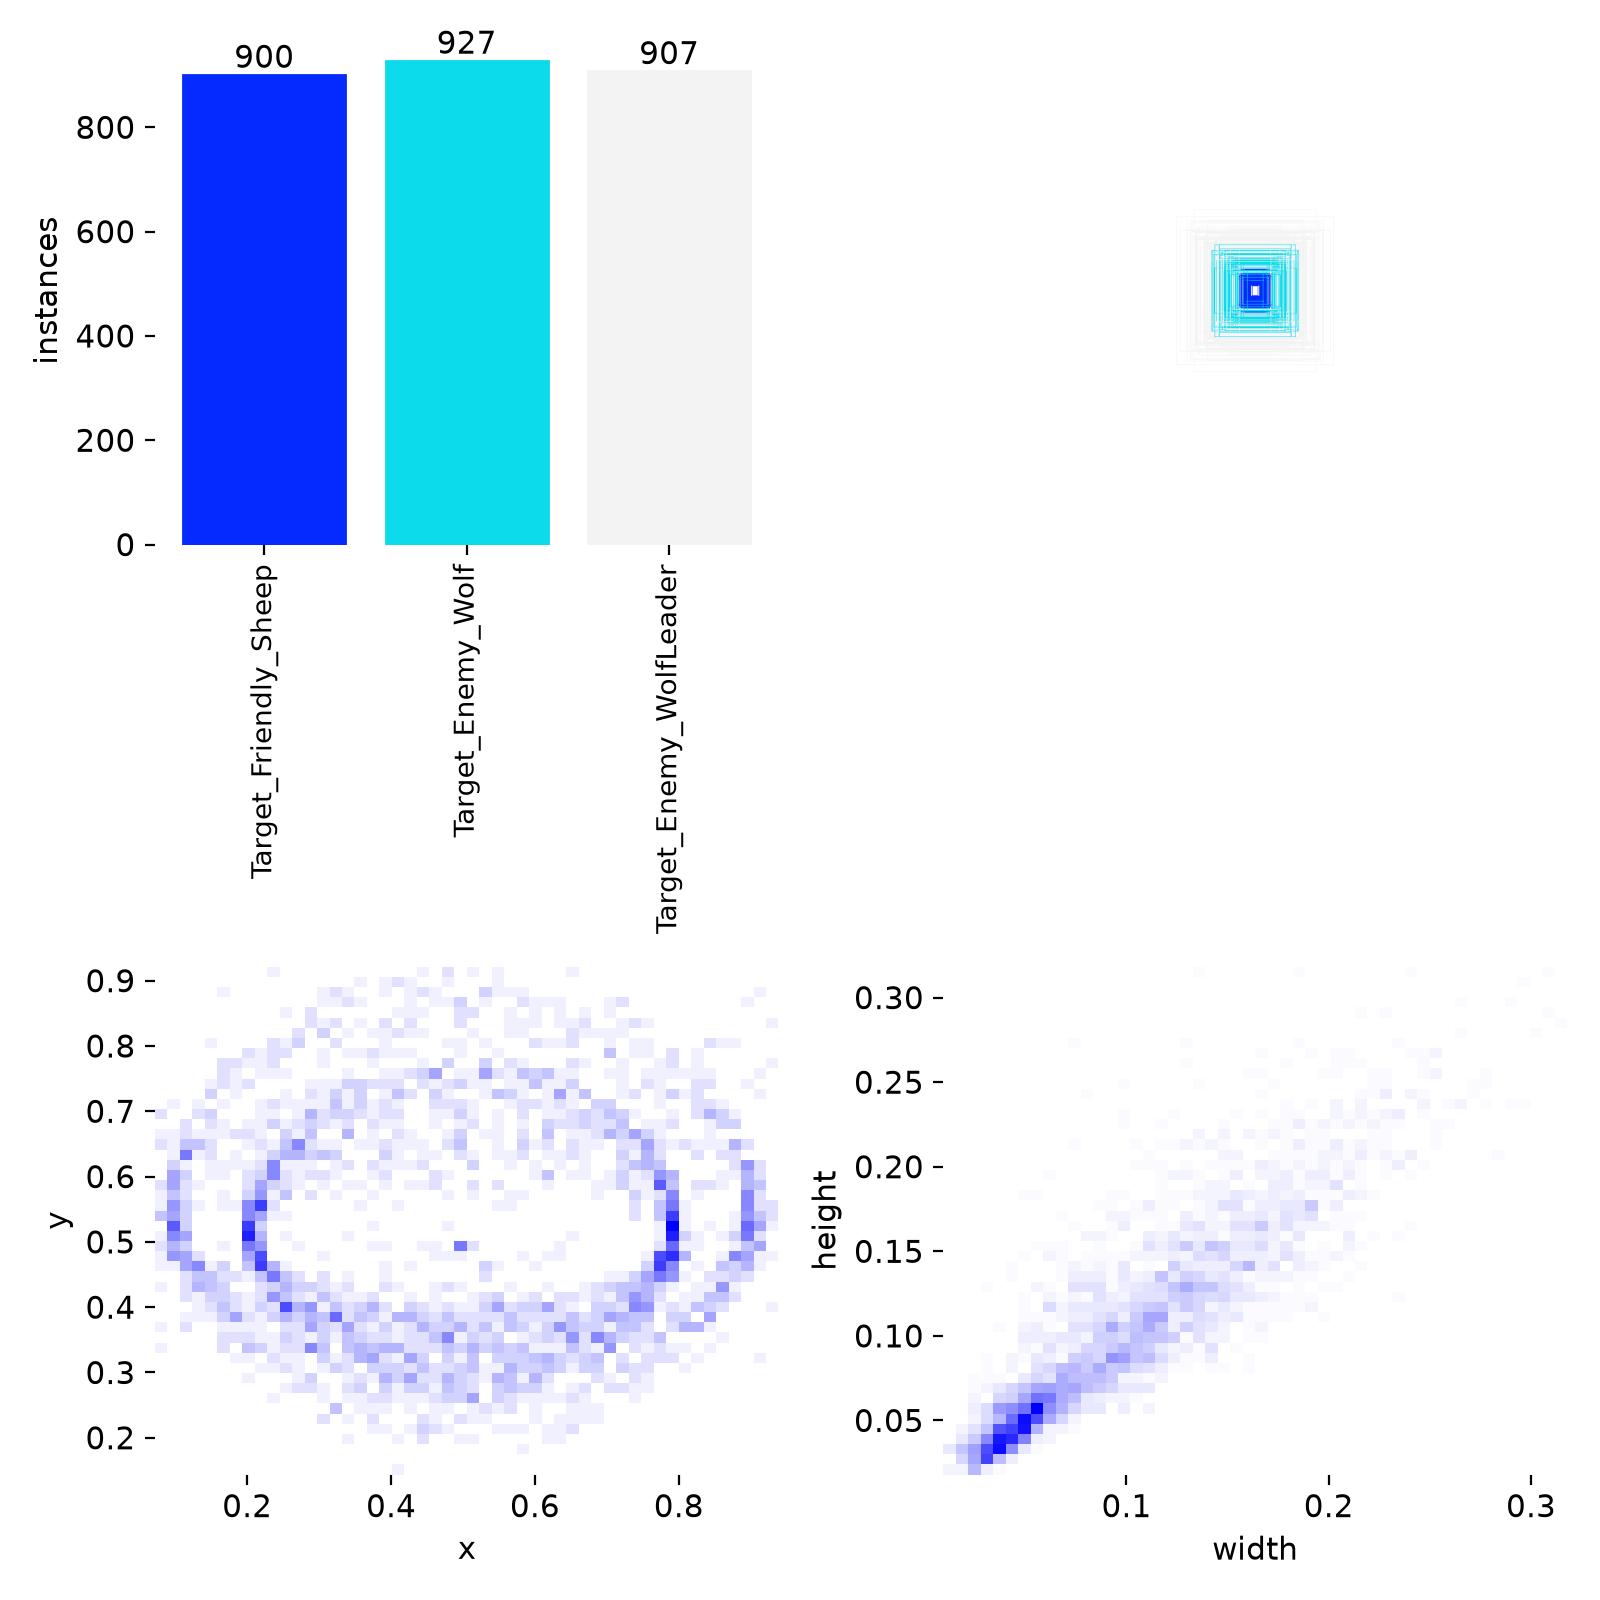 900
927
907
800
600
400
200
0
instances
Target_Friendly_Sheep
Target_Enemy_Wolf
Target_Enemy_WolfLeader
0.9
0.8
0.7
0.6
0.5
0.4
0.3
0.2
y
0.2 0.4 0.6 0.8
x
0.30
0.25
0.20
0.15
0.10
0.05
height
0.1 0.2 0.3
width